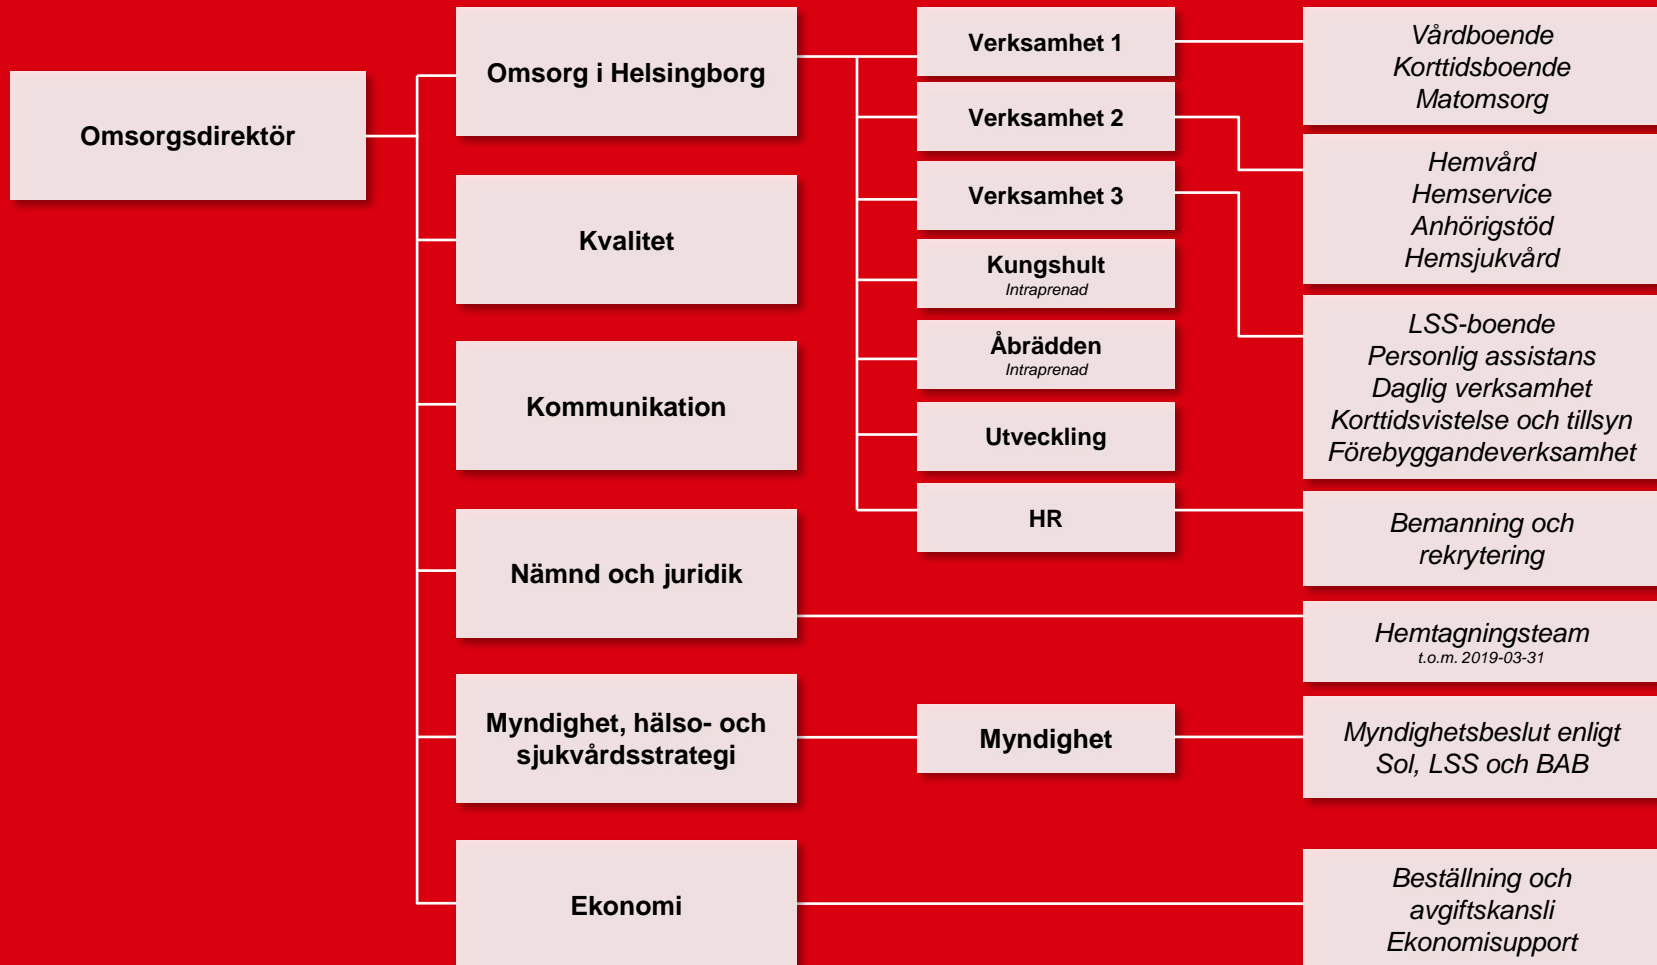 Omsorgsdirektör
Omsorg i Helsingborg
Kvalitet
Kommunikation
Nämnd och juridik
Myndighet, hälso- och
sjukvårdsstrategi
Ekonomi
Verksamhet 1
Verksamhet 2
Verksamhet 3
Kungshult
Intraprenad
Åbrädden
Intraprenad
Utveckling
HR
Myndighet
Vårdboende
Korttidsboende
Matomsorg
Hemvård
Hemservice
Anhörigstöd
Hemsjukvård
LSS-boende
Personlig assistans
Daglig verksamhet
Korttidsvistelse och tillsyn
Förebyggandeverksamhet
Bemanning och
rekrytering
Hemtagningsteam
t.o.m. 2019-03-31
Myndighetsbeslut enligt
Sol, LSS och BAB
Beställning och
avgiftskansli
Ekonomisupport